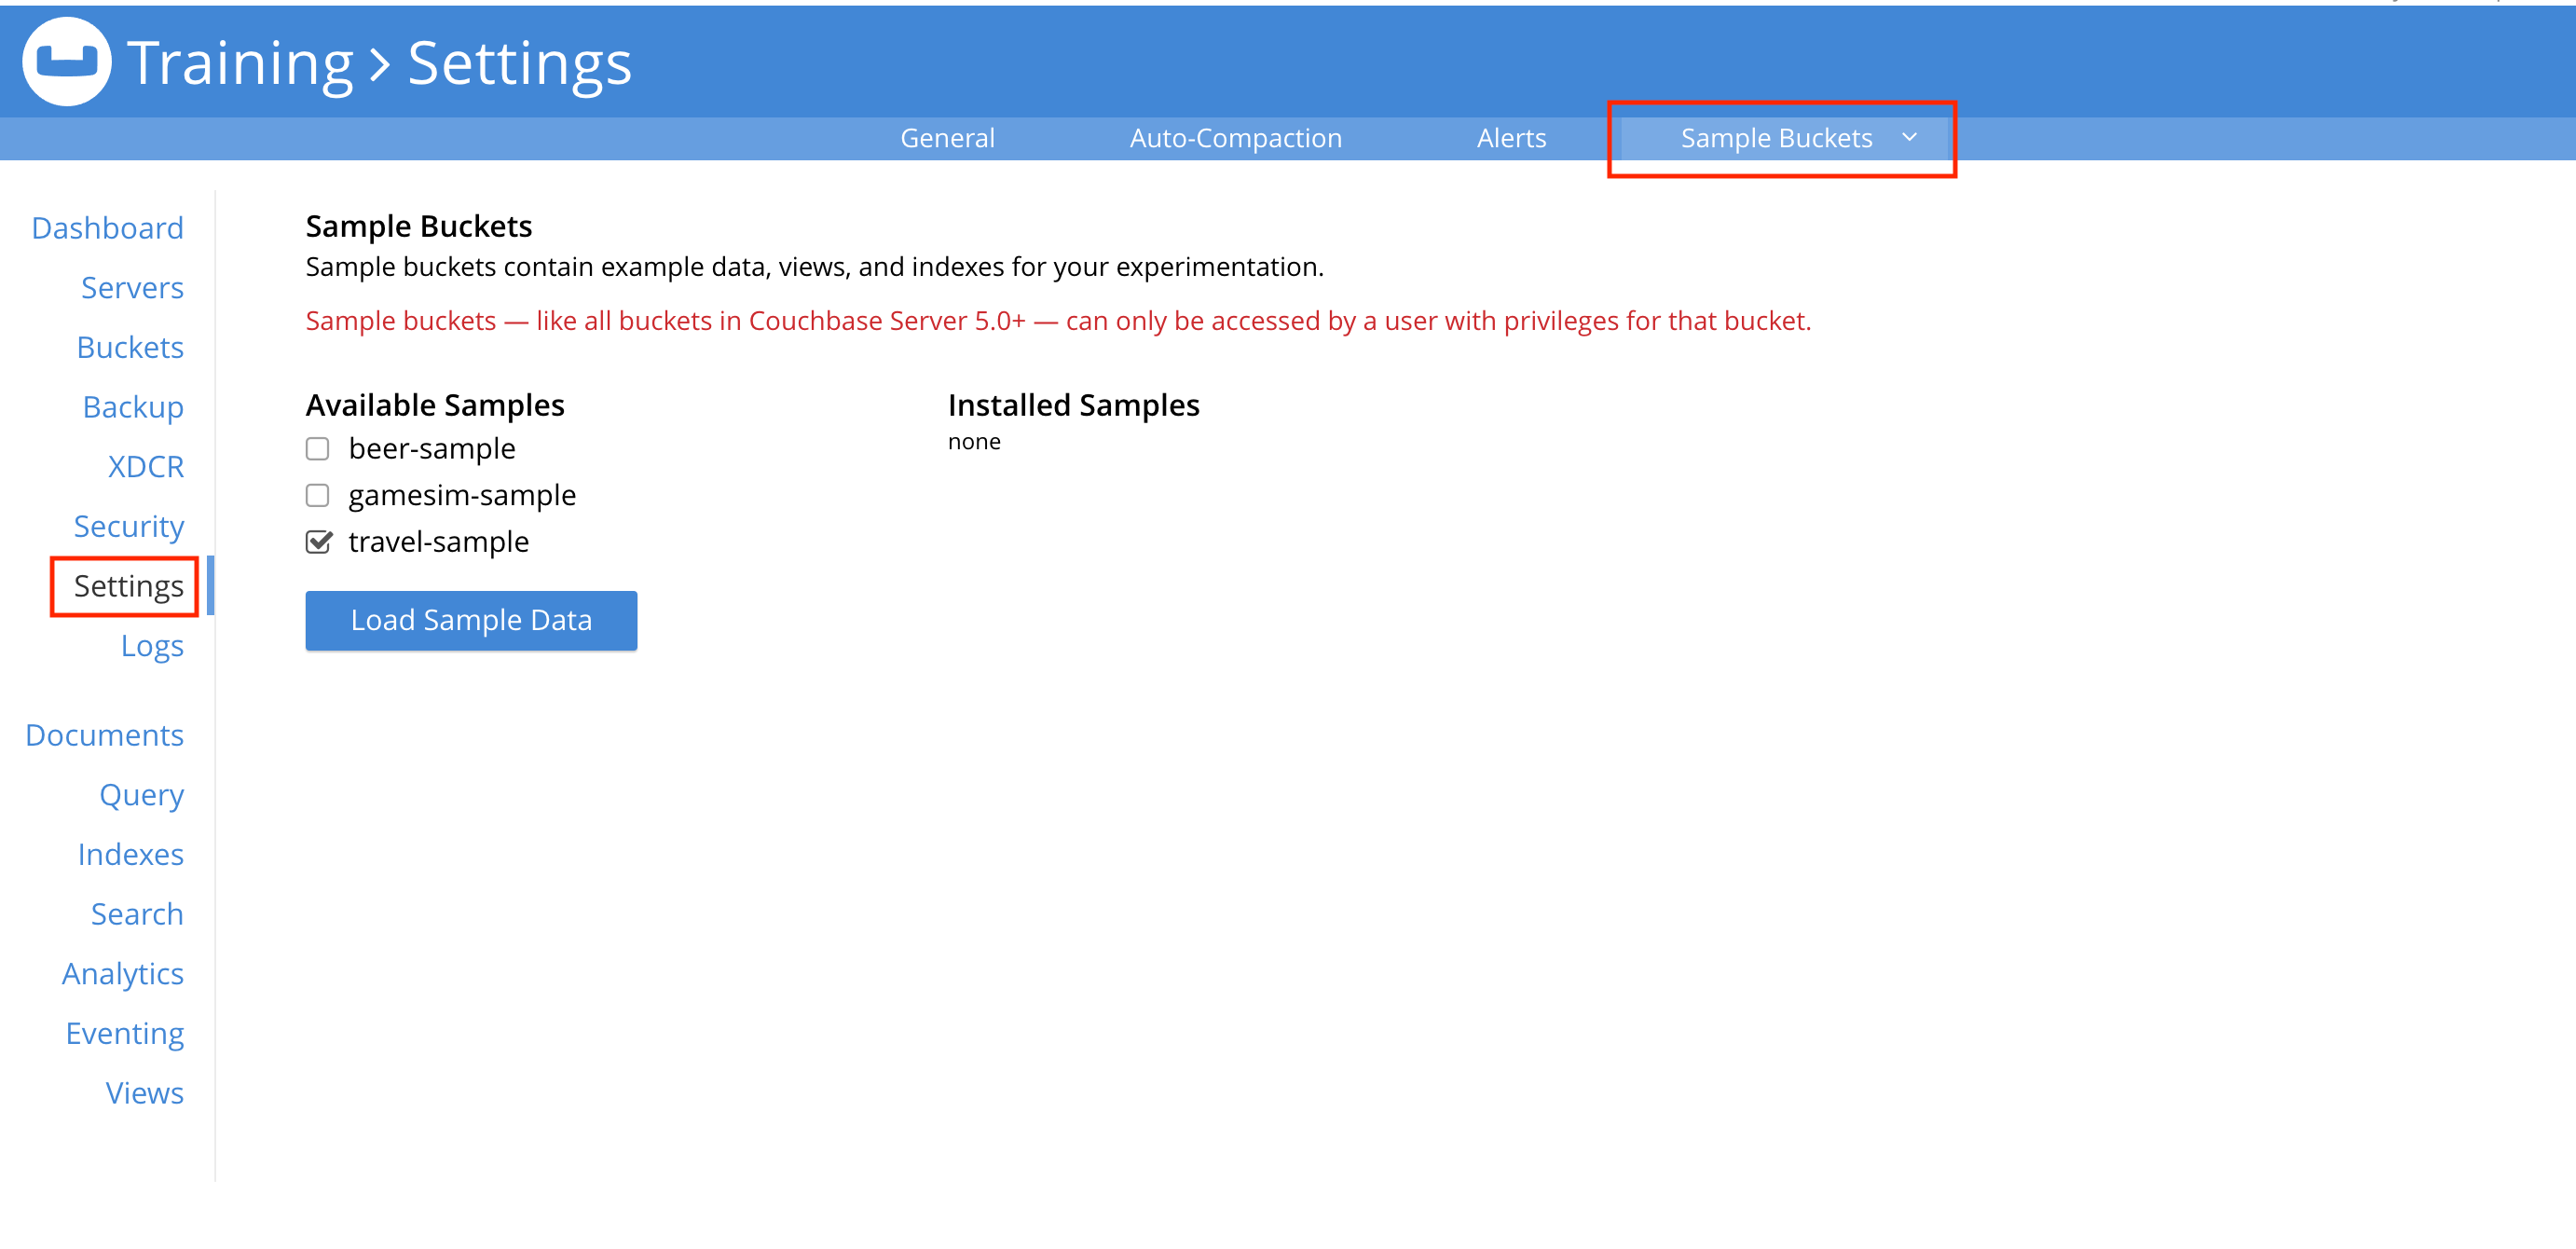 Training > Settings
General Auto-Compaction Alerts Sample Buckets
Dashboard
Servers
Buckets
Backup
XDCR
Security
Settings
Logs
Documents
Query
Indexes
Search
Analytics
Eventing
Views
Sample Buckets
Sample buckets contain example data, views, and indexes for your experimentation.
Sample buckets — like all buckets in Couchbase Server 5.0+ — can only be accessed by a user with privileges for that bucket.
Available Samples
beer-sample
gamesim-sample
travel-sample
Load Sample Data
Installed Samples
none